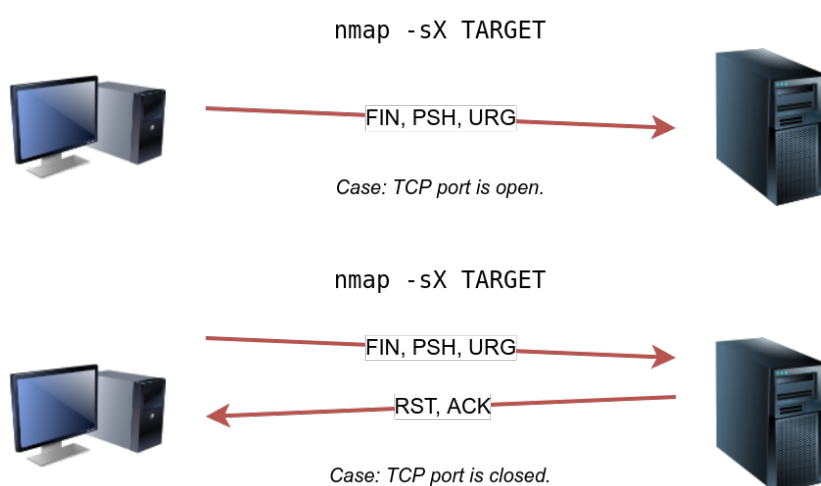 nmap -sX TARGET
FIN, PSH, URG
Case: TCP port is open.
nmap -sX TARGET
FIN, PSH, URG
RST, ACK
Case: TCP port is closed.